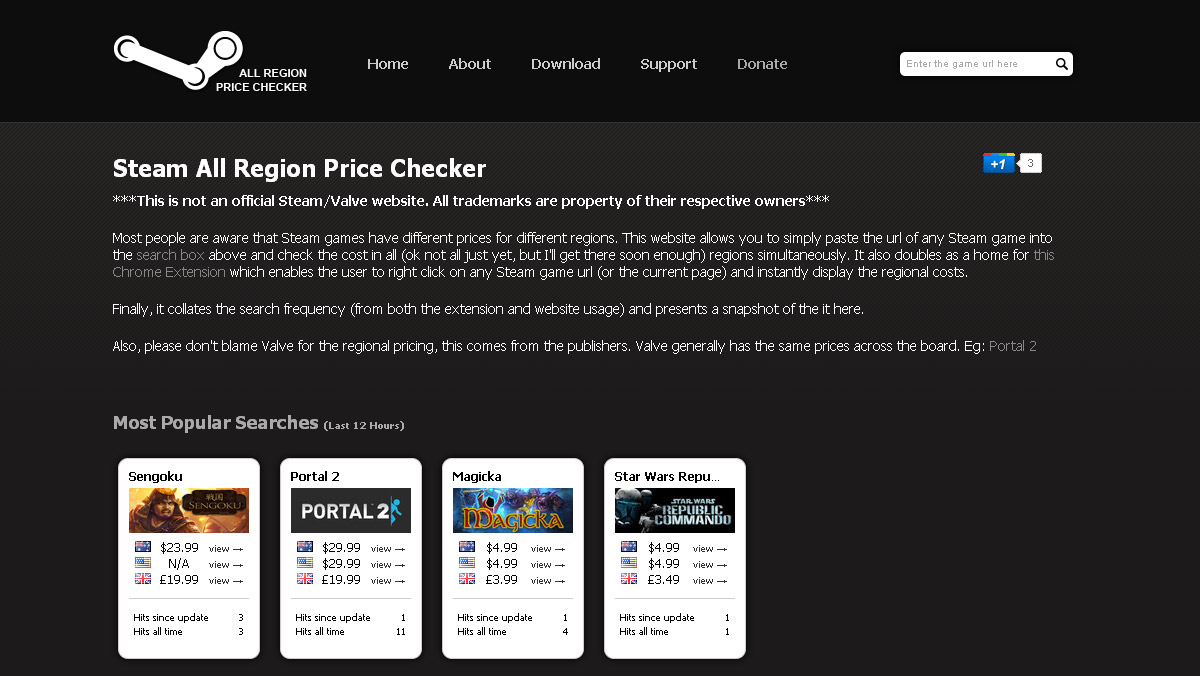 ALL REGION
PRICE CHECKER
Home About Download Support Donate
Enter the game url here
Steam All Region Price Checker
+1 3
***This is not an official Steam/Valve website. All trademarks are property of their respective owners***
Most people are aware that Steam games have different prices for different regions. This website allows you to simply paste the url of any Steam game into
the search box above and check the cost in all (ok not all just yet, but I'll get there soon enough) regions simultaneously. It also doubles as a home for this
Chrome Extension which enables the user to right click on any Steam game url (or the current page) and instantly display the regional costs.
Finally, it collates the search frequency (from both the extension and website usage) and presents a snapshot of the it here.
Also, please don't blame Valve for the regional pricing, this comes from the publishers. Valve generally has the same prices across the board. Eg: Portal 2
Most Popular Searches (Last 12 Hours)
Sengoku
戦国
SENGOKU
$23.99 view →
N/A view →
£19.99 view →
Hits since update 3
Hits all time 3
Portal 2
PORTAL 2
$29.99 view →
$29.99 view →
£19.99 view →
Hits since update 1
Hits all time 11
Magicka
MAGICKA
$4.99 view →
$4.99 view →
£3.99 view →
Hits since update 1
Hits all time 4
Star Wars Repu...
STAR WARS
REPUBLIC
COMMANDO
$4.99 view →
$4.99 view →
£3.49 view →
Hits since update 1
Hits all time 1